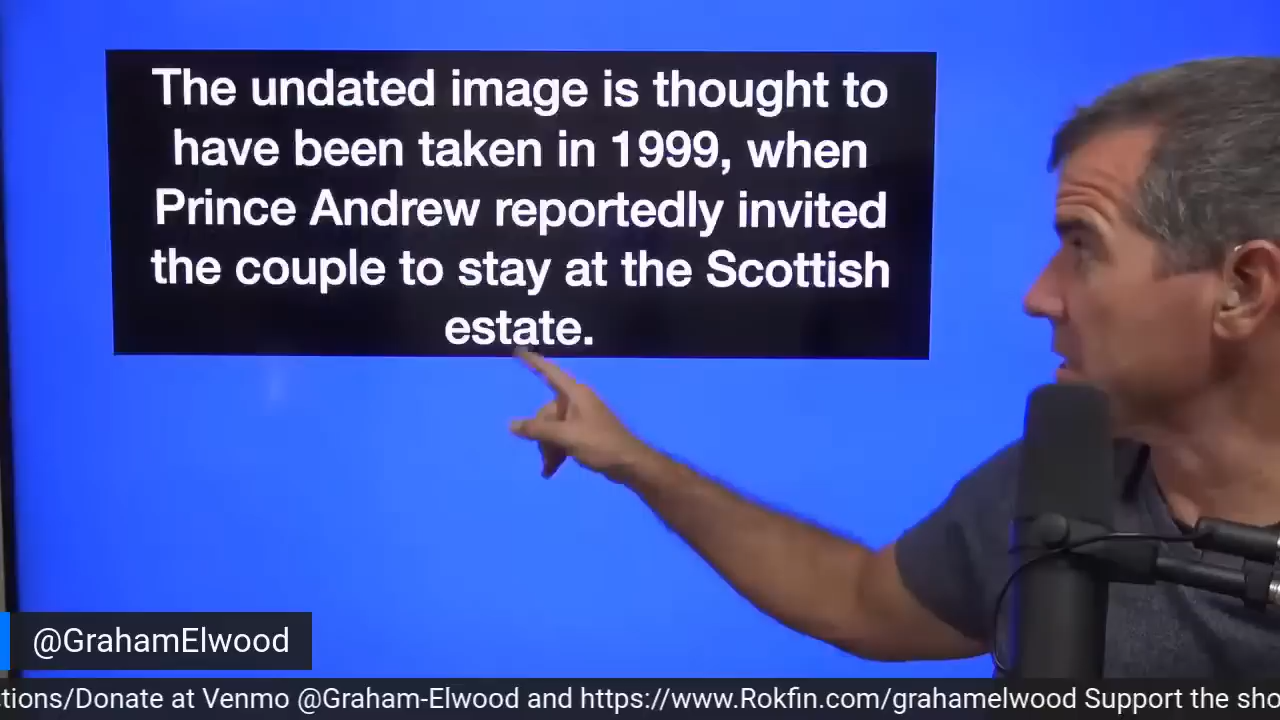 The undated image is thought to
have been taken in 1999, when
Prince Andrew reportedly invited
the couple to stay at the Scottish
estate.
@GrahamElwood
tions/Donate at Venmo @Graham-Elwood and https://www.Rokfin.com/grahamelwood Support the sho